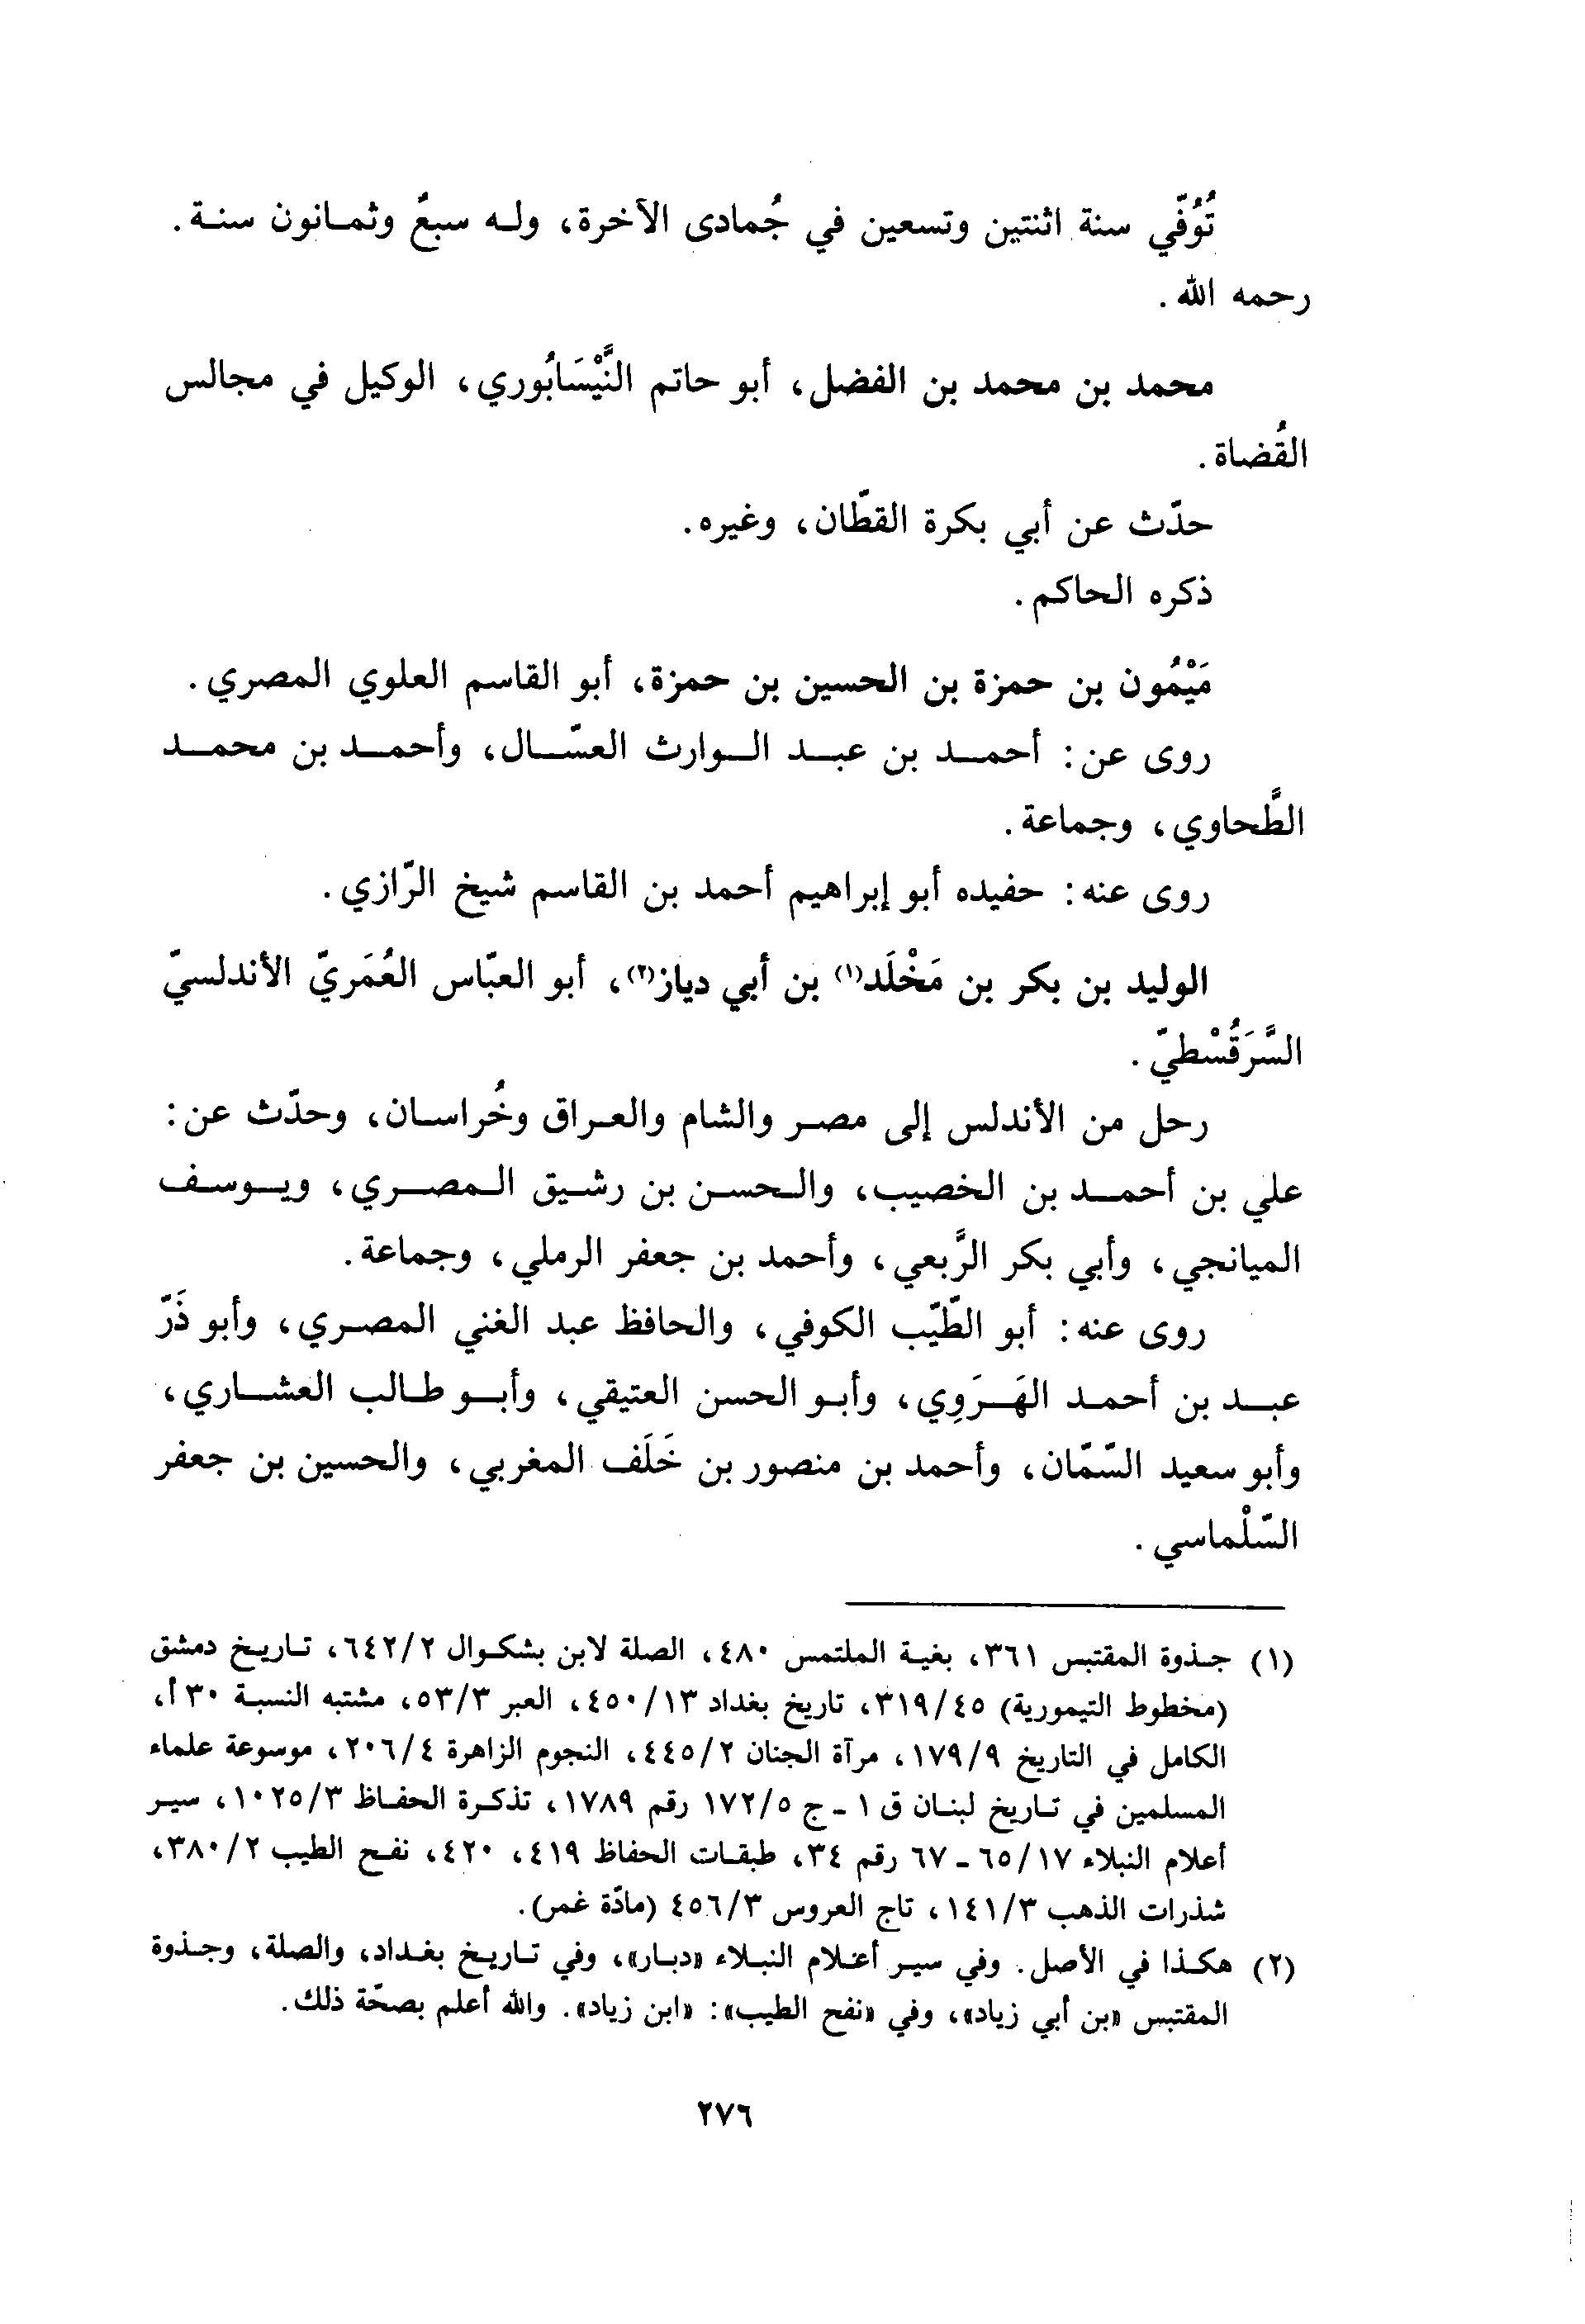 تُوُفّي سنة اثنتين وتسعين في جُمادى الآخرة، وله سبعٌ وثمانون سنة.
رحمه الله.
محمد بن محمد بن الفضل، أبو حاتم النَّيْسَابُوري، الوكيل في مجالس
القُضاة.
حدّث عن أبي بكرة القطّان، وغيره.
ذكره الحاكم.
مَيْمُون بن حمزة بن الحسين بن حمزة، أبو القاسم العلوي المصري.
روى عن: أحمد بن عبد الوارث العسّال، وأحمد بن محمد
الطَّحاوي، وجماعة.
روى عنه: حفيده أبو إبراهيم أحمد بن القاسم شيخ الرّازي.
الوليد بن بكر بن مَخْلَد(١) بن أبي دياز(٢)، أبو العبّاس العُمَريّ الأندلسيّ
السَّرَقُسْطيّ.
رحل من الأندلس إلى مصر والشام والعراق وخُراسان، وحدّث عن:
علي بن أحمد بن الخصيب، والحسن بن رشيق المصري، ويوسف
الميانجي، وأبي بكر الرَّبعي، وأحمد بن جعفر الرملي، وجماعة.
روى عنه: أبو الطّيّب الكوفي، والحافظ عبد الغني المصري، وأبو ذَرّ
عبد بن أحمد الهَرَوِي، وأبو الحسن العتيقي، وأبو طالب العشاري،
وأبو سعيد السّمّان، وأحمد بن منصور بن خَلَف المغربي، والحسين بن جعفر
السّلْماسي.
(١) جذوة المقتبس ٣٦١، بغية الملتمس ٤٨٠، الصلة لابن بشكوال ٦٤٢/٢، تاريخ دمشق
(مخطوط التيمورية) ٣١٩/٤٥، تاريخ بغداد ٤٥٠/١٣، العبر ٥٣/٣، مشتبه النسبة ٣٠أ،
الكامل في التاريخ ١٧٩/٩، مرآة الجنان ٤٤٥/٢، النجوم الزاهرة ٢٠٦/٤، موسوعة علماء
المسلمين في تاريخ لبنان ق ١ - ج ١٧٢/٥ رقم ١٧٨٩، تذكرة الحفاظ ١٠٢٥/٣، سير
أعلام النبلاء ٦٥/١٧ - ٦٧ رقم ٣٤، طبقات الحفاظ ٤١٩، ٤٢٠، نفح الطيب ٣٨٠/٢،
شذرات الذهب ١٤١/٣، تاج العروس ٤٥٦/٣ (مادّة غمر).
(٢) هكذا في الأصل. وفي سير أعلام النبلاء «دبار»، وفي تاريخ بغداد، والصلة، وجذوة
المقتبس «بن أبي زياد»، وفي «نفح الطيب»: «ابن زياد». والله أعلم بصحّة ذلك.
٢٧٦